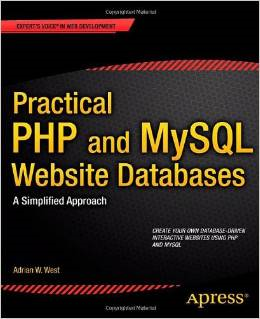 EXPERT'S VOICE® IN WEB DEVELOPMENT
Practical
PHP and MySQL
Website Databases
A Simplified Approach
CREATE YOUR OWN DATABASE-DRIVEN
INTERACTIVE WEBSITES USING PHP
AND MYSQL
Adrian W. West
Apress®